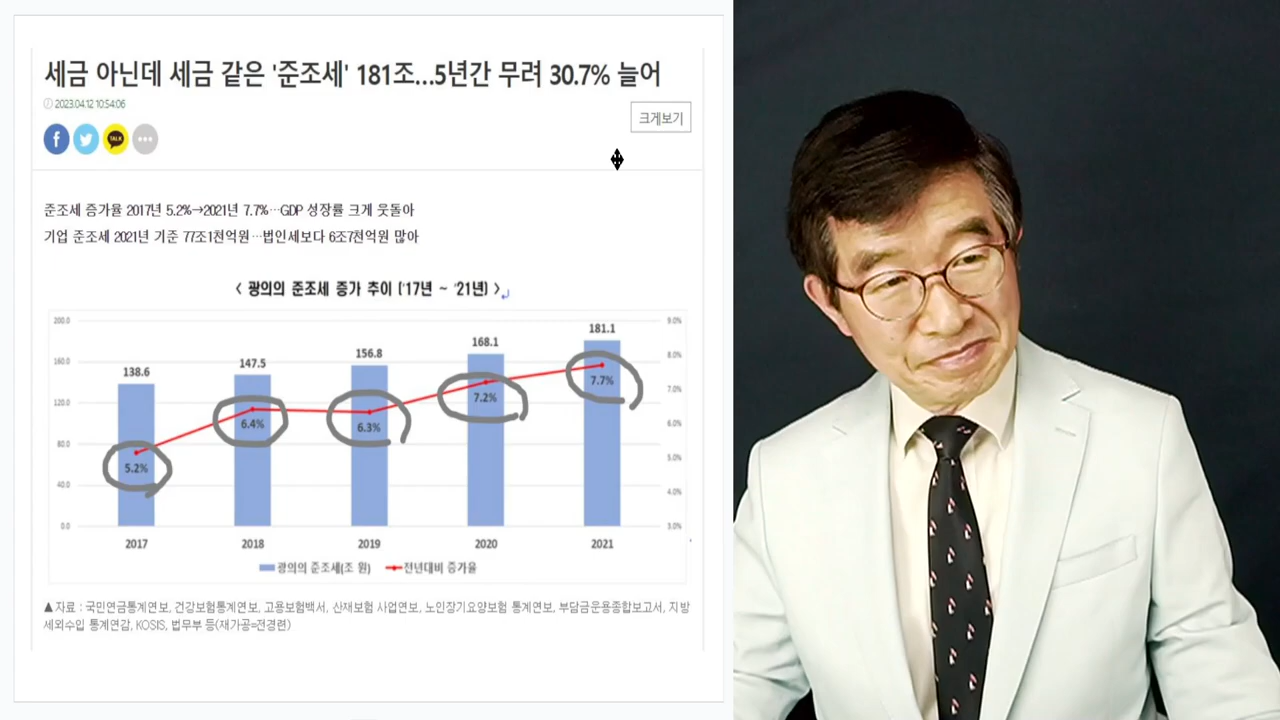 세금 아닌데 세금 같은 '준조세' 181조...5년간 무려 30.7% 늘어
2023.04.12 10:54:06
크게보기
TALK
준조세 증가율 2017년 5.2%→2021년 7.7%…GDP 성장률 크게 웃돌아
기업 준조세 2021년 기준 77조1천억원…법인세보다 6조7천억원 많아
< 광의의 준조세 증가 추이 ('17년 ~ '21년) >
200.0
160.0
120.0
80.0
40.0
0.0
138.6
147.5
156.8
168.1
181.1
5.2%
6.4%
6.3%
7.2%
7.7%
9.0%
8.0%
7.0%
6.0%
5.0%
4.0%
3.0%
2017 2018 2019 2020 2021
광의의 준조세(조 원) 전년대비 증가율
▲자료 : 국민연금통계연보, 건강보험통계연보, 고용보험백서, 산재보험 사업연보, 노인장기요양보험 통계연보, 부담금운용종합보고서, 지방
세외수입 통계연감, KOSIS, 법무부 등(재가공=전경련)